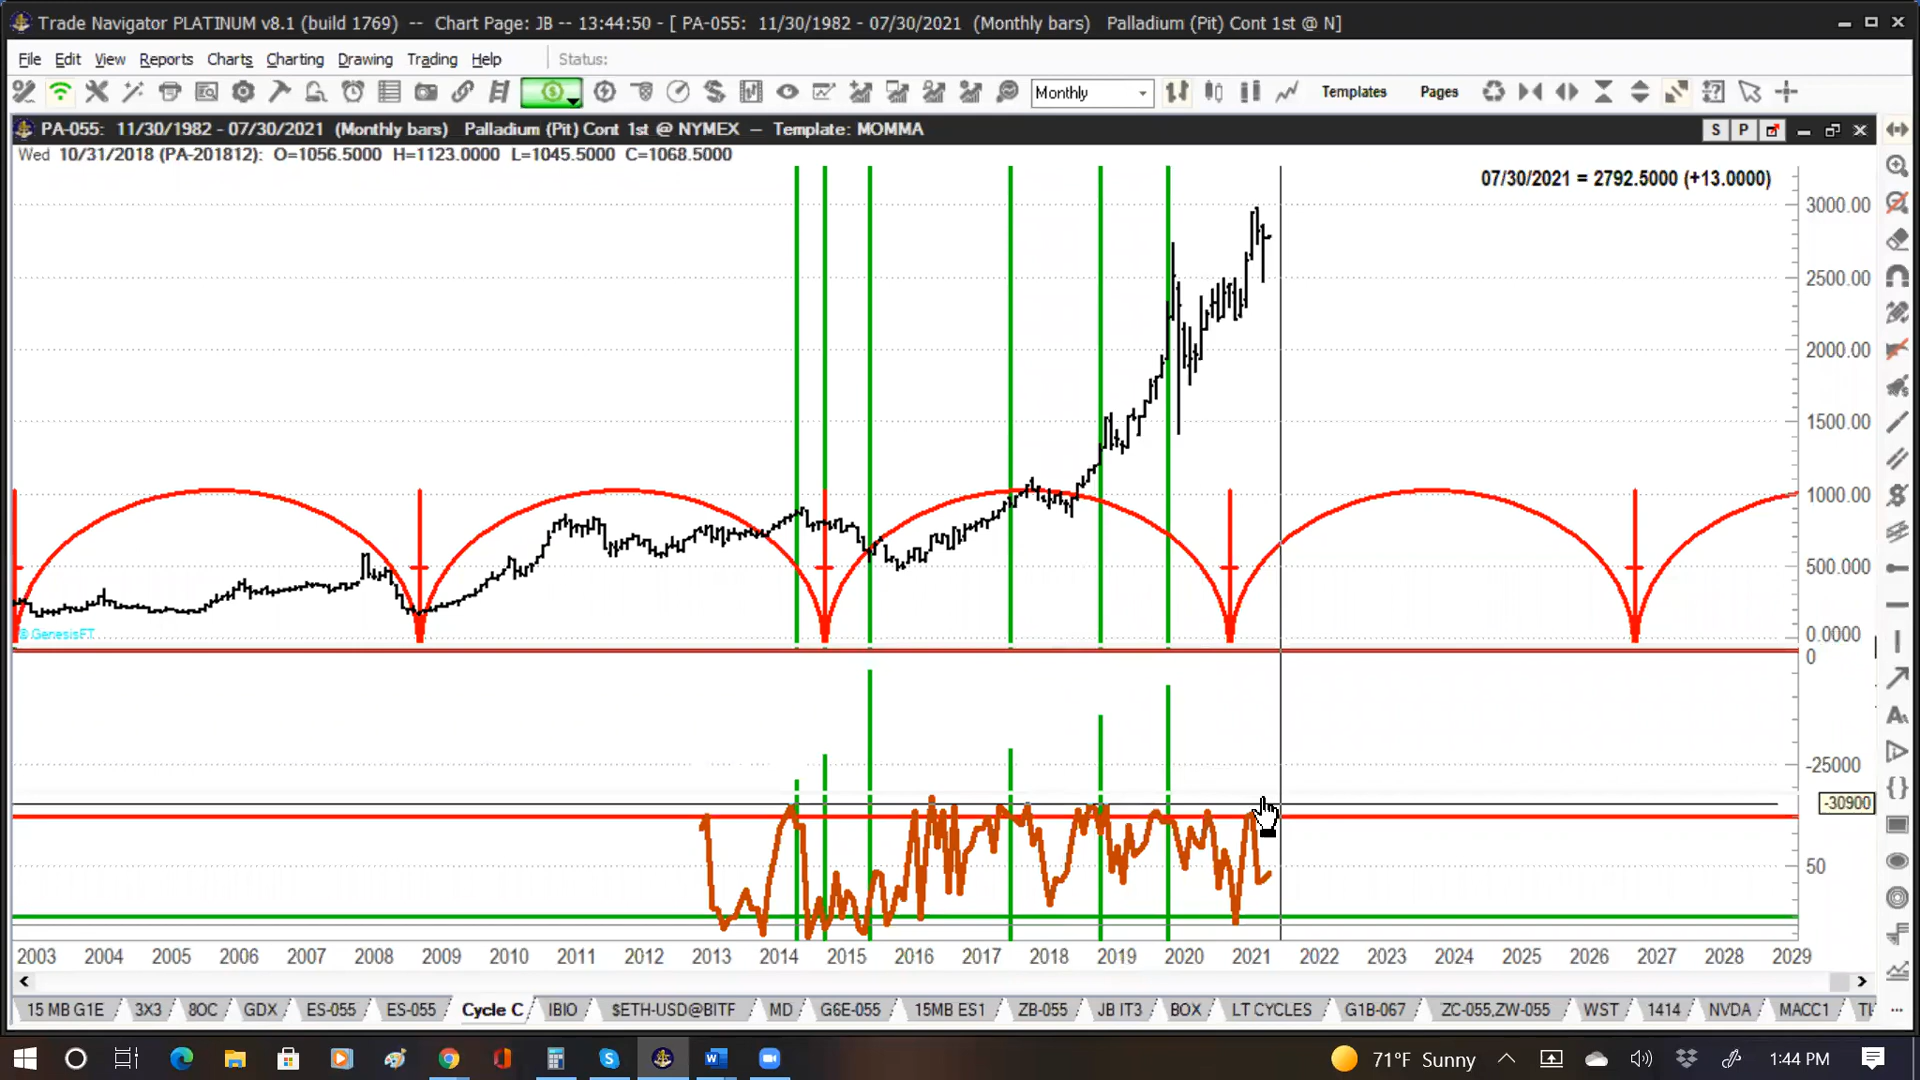 Trade Navigator PLATINUM v8.1 (build 1769) -- Chart Page: JB -- 13:44:50 - [ PA-055: 11/30/1982 - 07/30/2021 (Monthly bars) Palladium (Pit) Cont 1st @ N]
File Edit View Reports Charts Charting Drawing Trading Help Status:
Monthly Templates Pages
PA-055: 11/30/1982 - 07/30/2021 (Monthly bars) Palladium (Pit) Cont 1st @ NYMEX – Template: MOMMA S P
Wed 10/31/2018 (PA-201812): O=1056.5000 H=1123.0000 L=1045.5000 C=1068.5000
07/30/2021 = 2792.5000 (+13.0000)
3000.00
2500.00
2000.00
1500.00
1000.00
500.000
0.0000
® GenesisFT
0
-25000
-30900
50
2003 2004 2005 2006 2007 2008 2009 2010 2011 2012 2013 2014 2015 2016 2017 2018 2019 2020 2021 2022 2023 2024 2025 2026 2027 2028 2029
15 MB G1E 3X3 8OC GDX ES-055 ES-055 Cycle C IBIO $ETH-USD@BITF MD G6E-055 15MB ES1 ZB-055 JB IT3 BOX LT CYCLES G1B-067 ZC-055,ZW-055 WST 1414 NVDA MACC1
71°F Sunny 1:44 PM